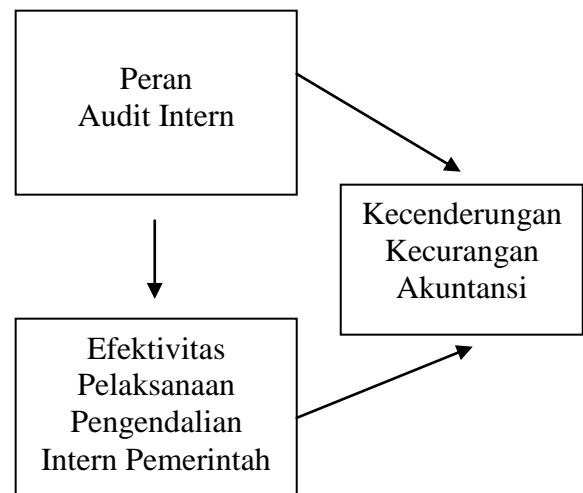 Peran
Audit Intern
Kecenderungan
Kecurangan
Akuntansi
Efektivitas
Pelaksanaan
Pengendalian
Intern Pemerintah